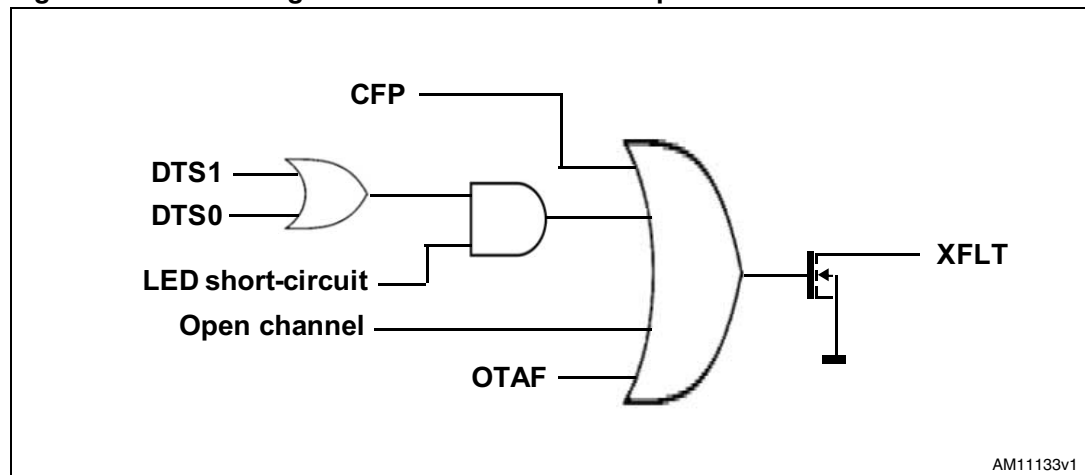 CFP
DTS1
DTS0
XFLT
LED short-circuit
Open channel
OTAF
AM11133v1